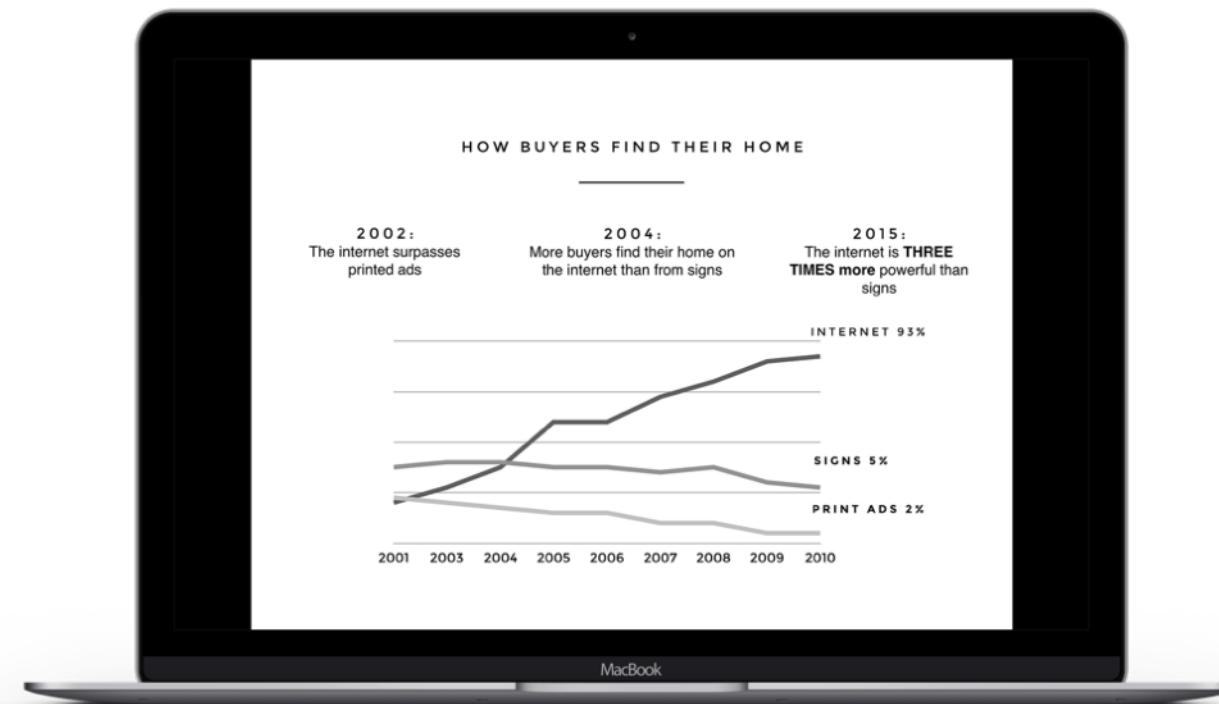 HOW BUYERS FIND THEIR HOME
2002:
The internet surpasses
printed ads
2004:
More buyers find their home on
the internet than from signs
2015:
The internet is THREE
TIMES more powerful than
signs
INTERNET 93%
SIGNS 5%
PRINT ADS 2%
2001 2003 2004 2005 2006 2007 2008 2009 2010
MacBook